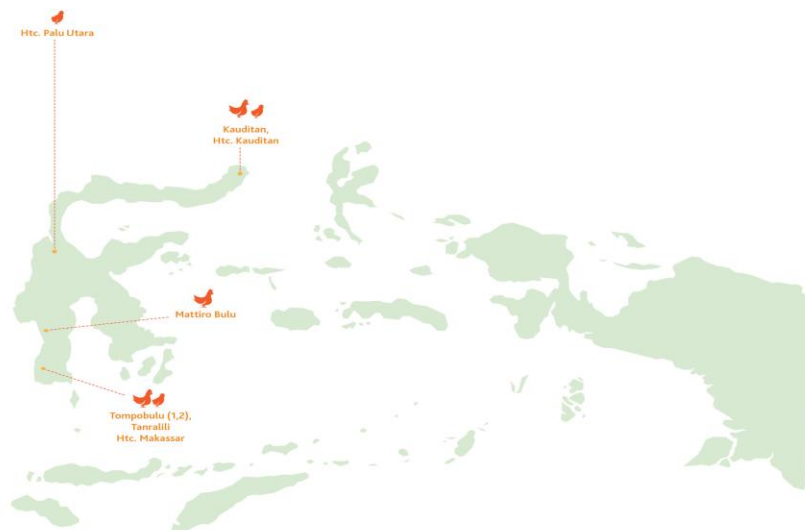 Htc. Palu Utara
Kauditan,
Htc. Kauditan
Mattiro Bulu
Tompobulu (1,2),
Tanralili
Htc. Makassar